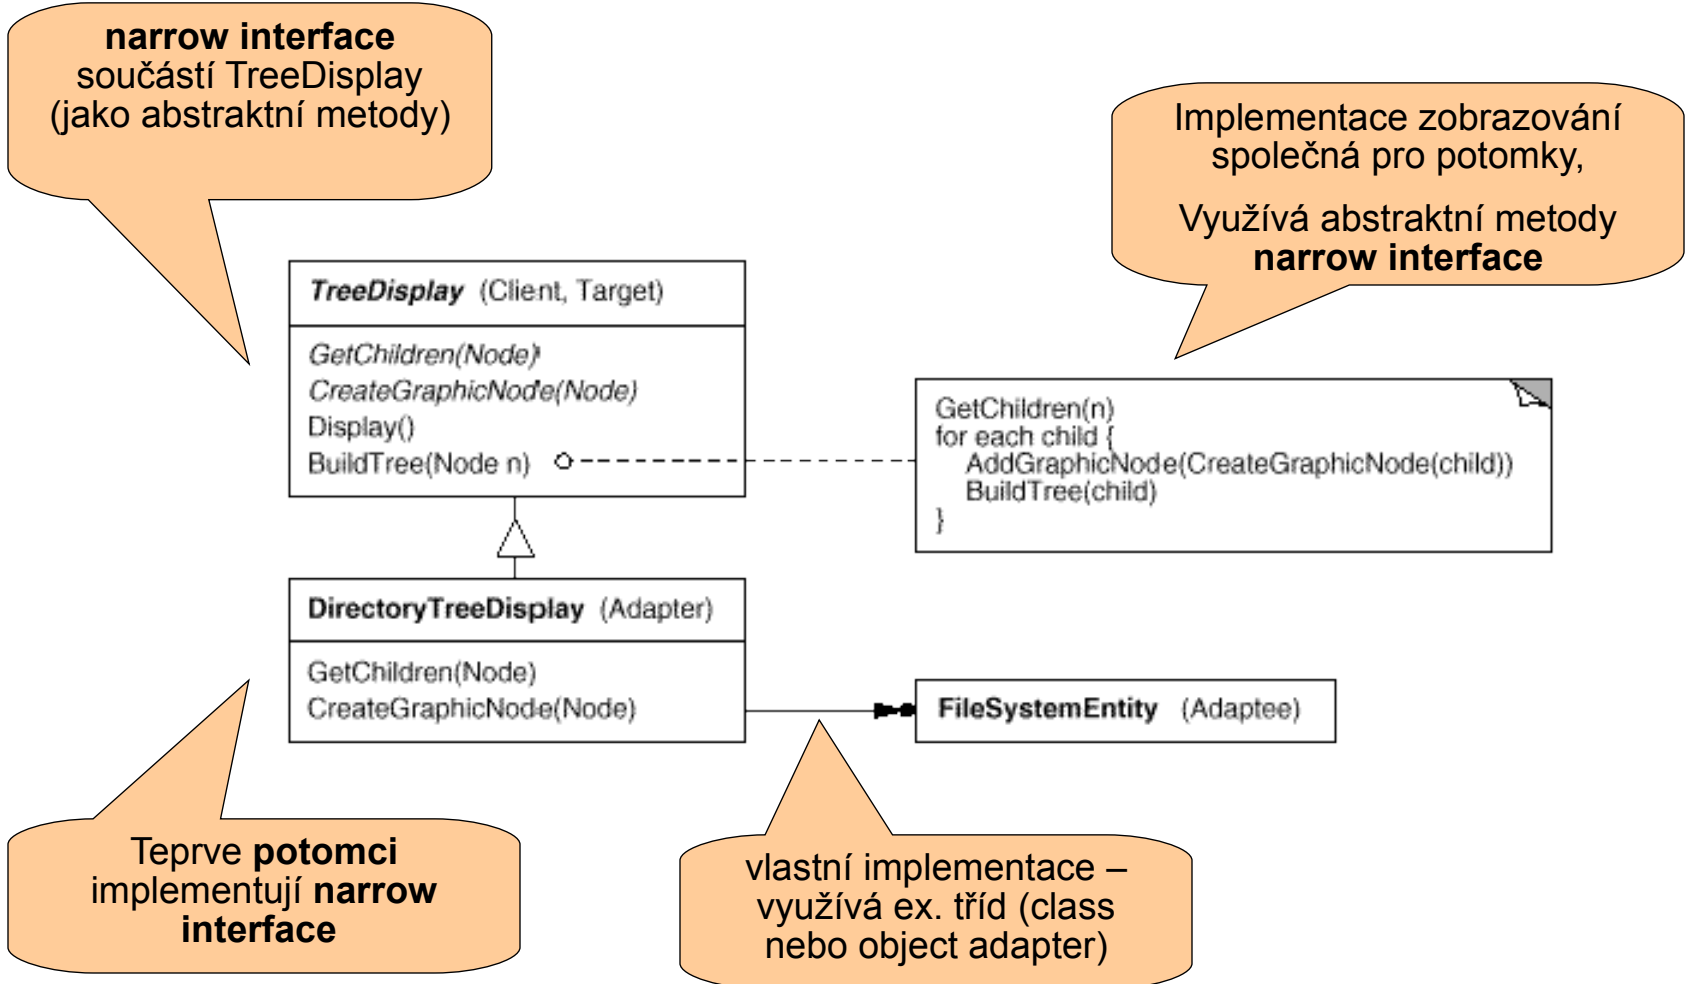 narrow interface
součástí TreeDisplay
(jako abstraktní metody)
Implementace zobrazování
společná pro potomky,
Využívá abstraktní metody
narrow interface
TreeDisplay (Client, Target)
GetChildren(Node)
CreateGraphicNode(Node)
Display()
BuildTree(Node n)
GetChildren(n)
for each child {
AddGraphicNode(CreateGraphicNode(child))
BuildTree(child)
}
DirectoryTreeDisplay (Adapter)
GetChildren(Node)
CreateGraphicNode(Node)
FileSystemEntity (Adaptee)
Teprve potomci
implementují narrow
interface
vlastní implementace –
využívá ex. tříd (class
nebo object adapter)